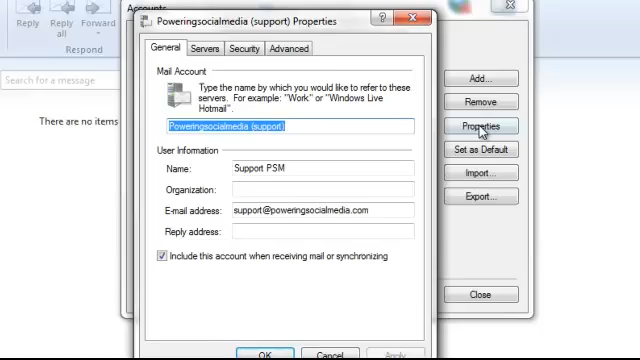 Accounts
Reply
Reply all
Forward
Respond
Search for a message
There are no items
Poweringsocialmedia (support) Properties
General
Servers
Security
Advanced
Mail Account
Type the name by which you would like to refer to these
servers. For example: "Work" or "Windows Live
Hotmail".
Poweringsocialmedia (support)
User Information
Name:
Support PSM
Organization:
E-mail address:
support@poweringsocialmedia.com
Reply address:
Include this account when receiving mail or synchronizing
OK
Cancel
Apply
Add...
Remove
Properties
Set as Default
Import...
Export...
Close